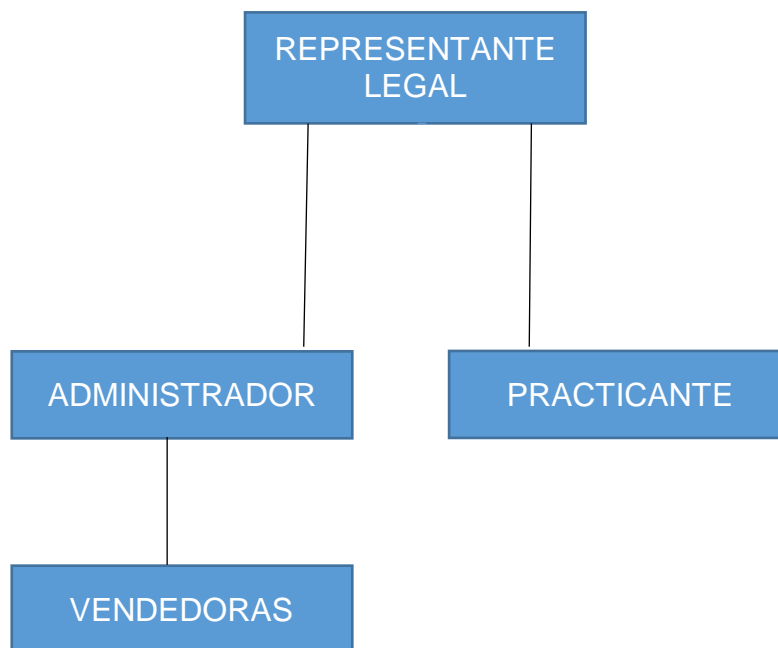 REPRESENTANTE
LEGAL
ADMINISTRADOR
PRACTICANTE
VENDEDORAS